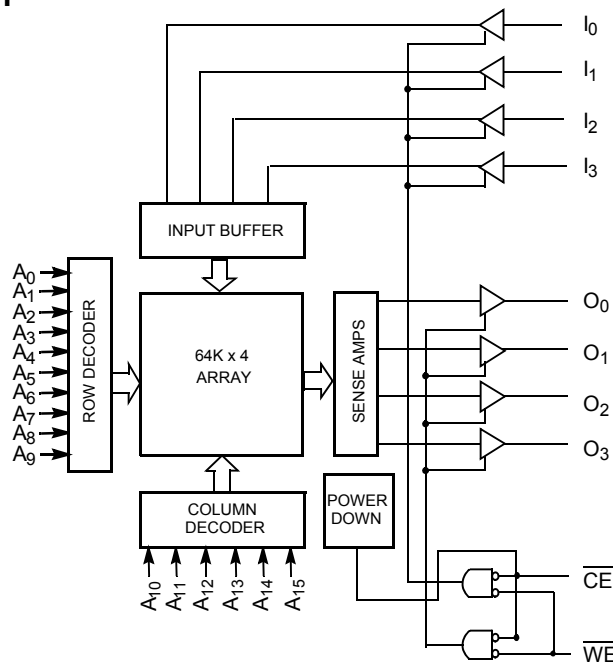 I0
I1
I2
I3
INPUT BUFFER
A0
A1
A2
A3
A4
A5
A6
A7
A8
A9
ROW DECODER
64K x 4
ARRAY
SENSE AMPS
O0
O1
O2
O3
COLUMN
DECODER
POWER
DOWN
A10
A11
A12
A13
A14
A15
CE
WE